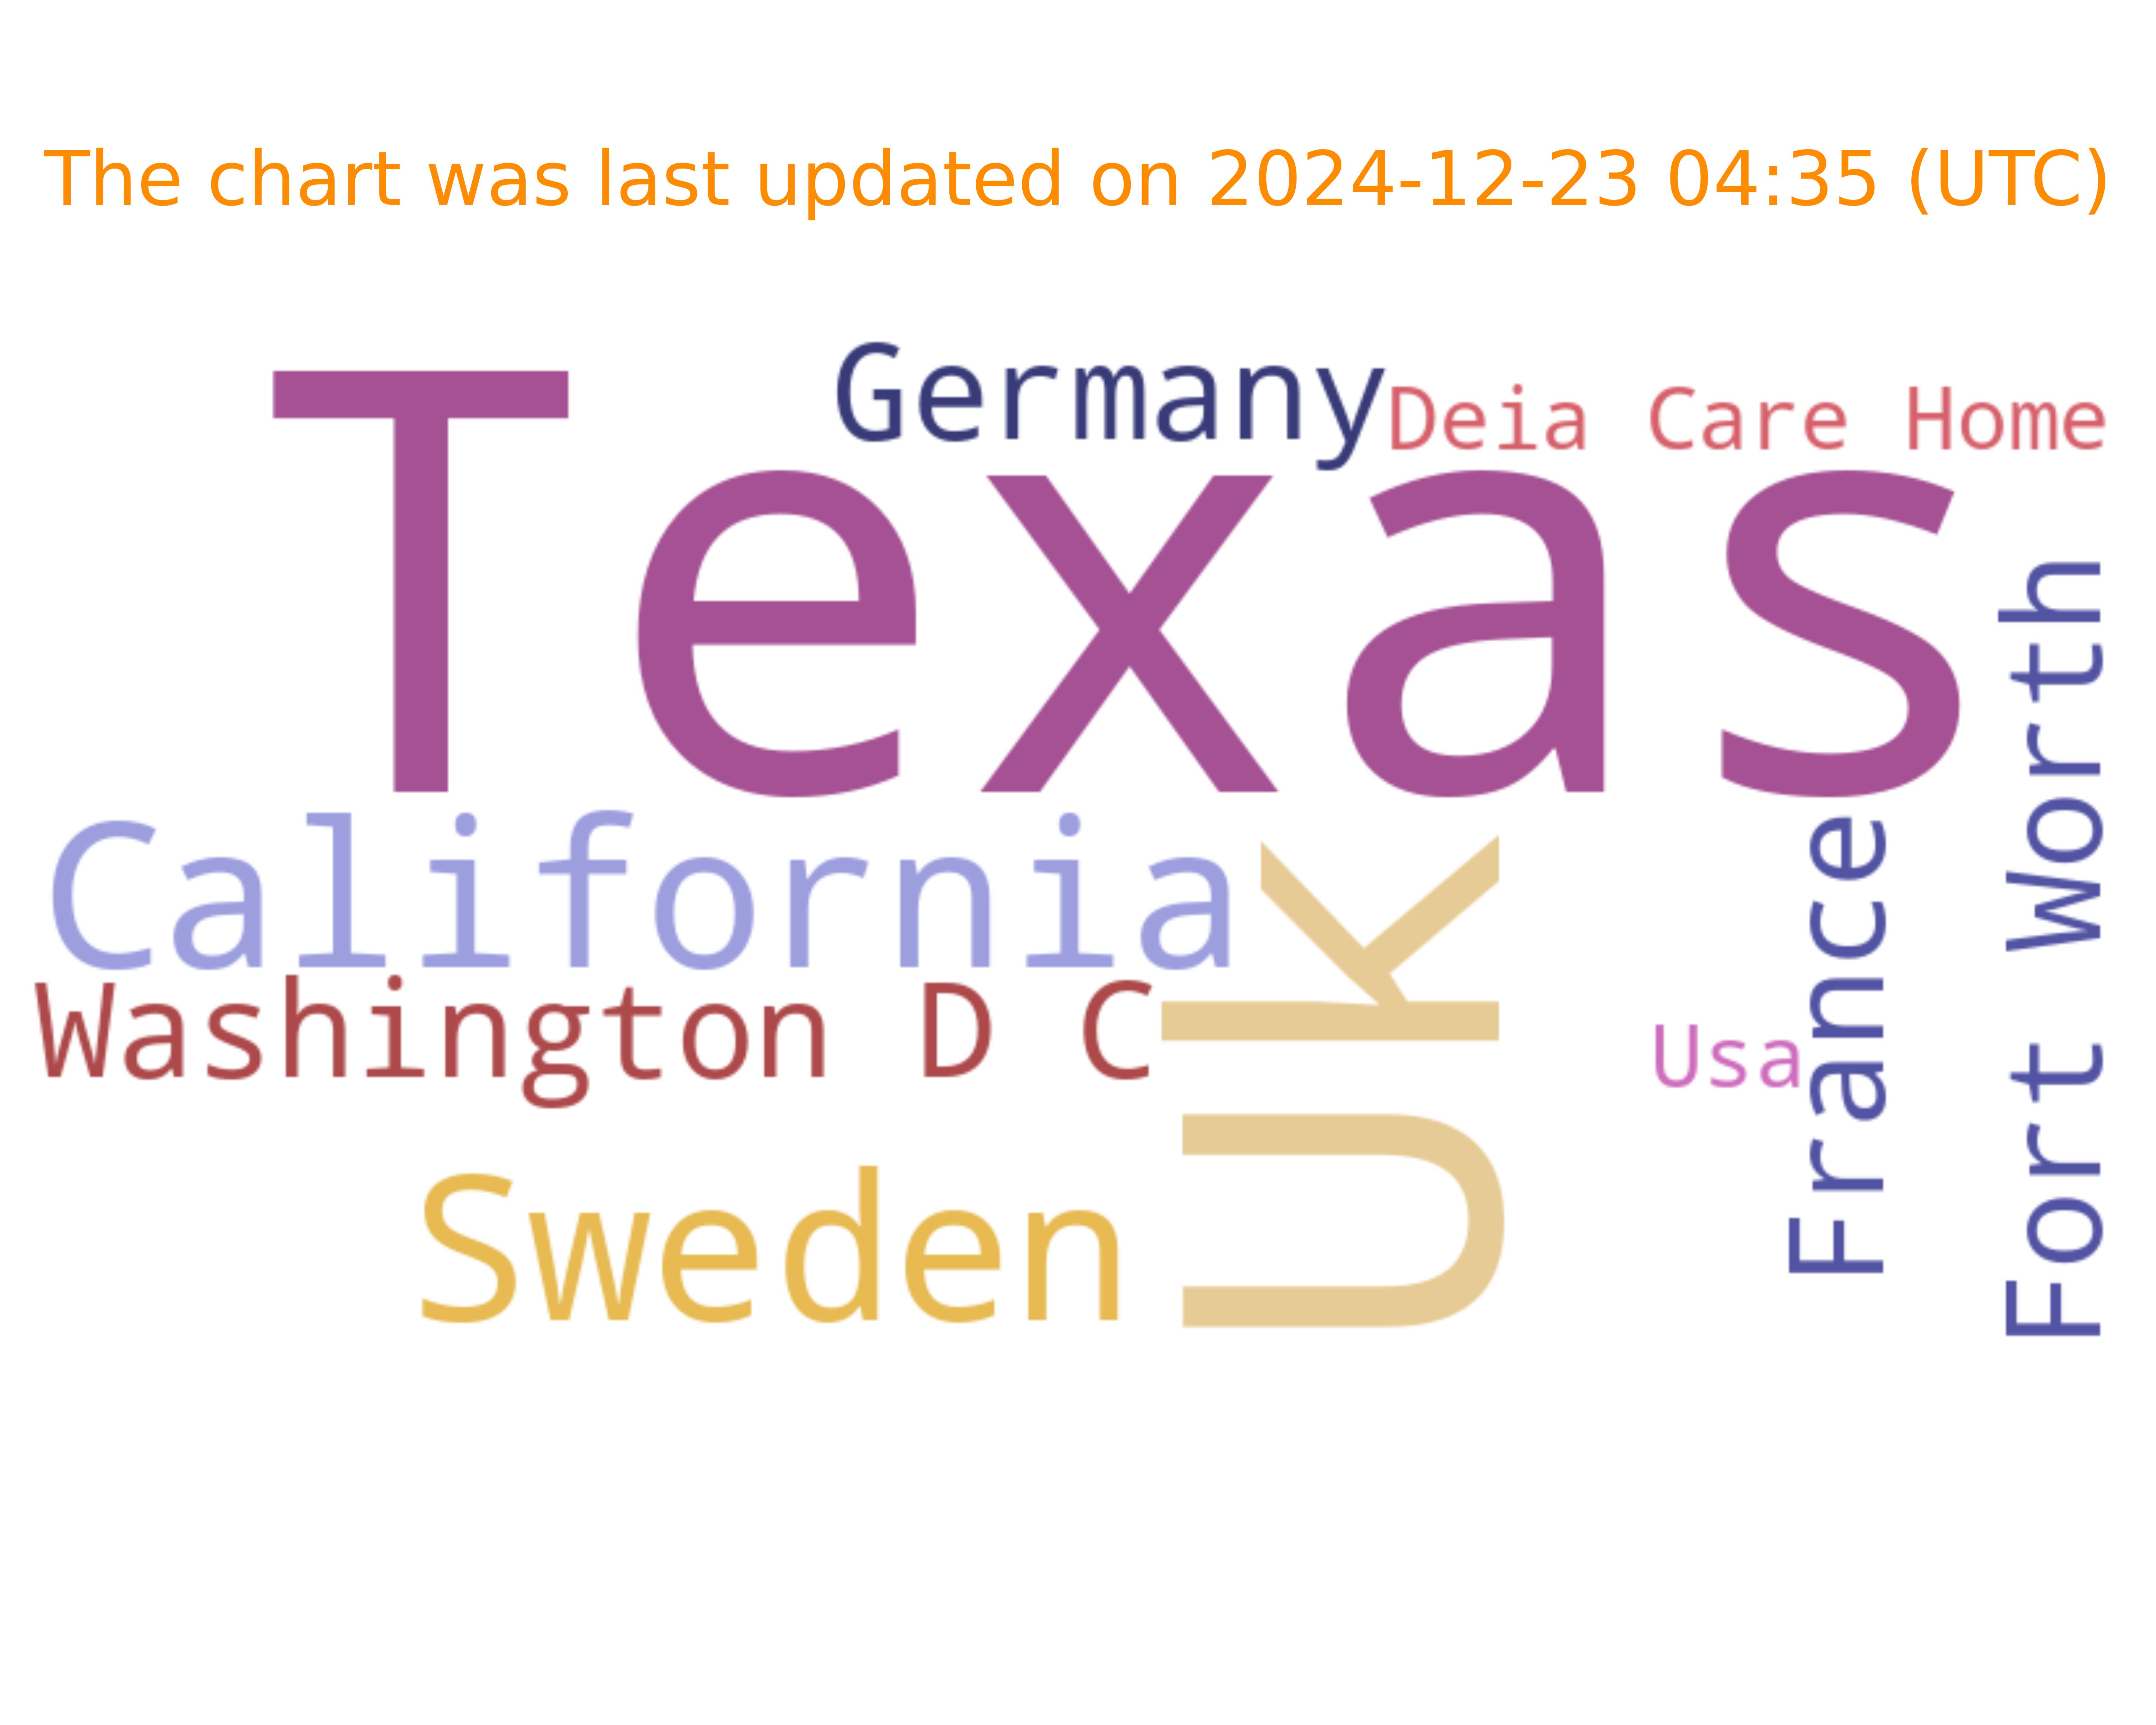 The chart was last updated on 2024-12-23 04:35 (UTC)
Germany
Deia Care Home
Texas
California
Washington D C
Uk
Usa
France
Fort Worth
Sweden